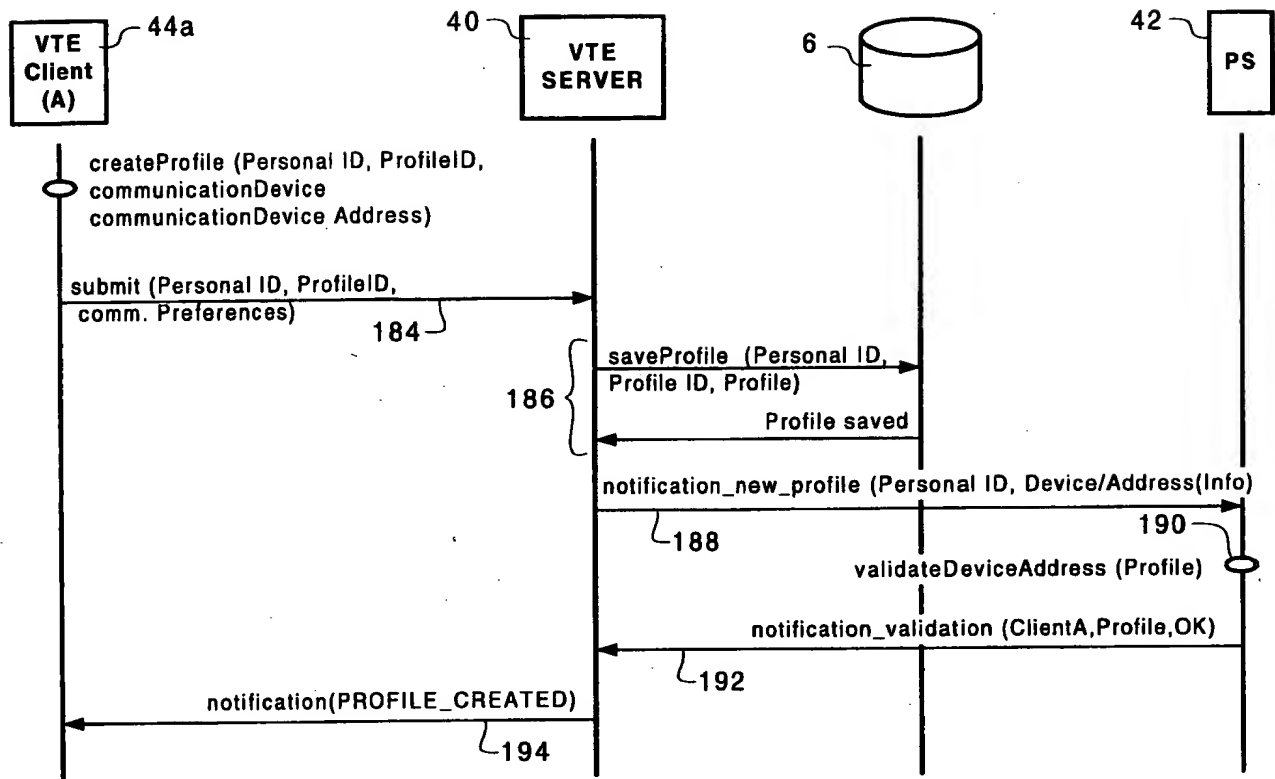 VTE
Client
(A)
44a
40
VTE
SERVER
6
42
PS
createProfile (Personal ID, ProfileID,
communicationDevice
communicationDevice Address)
submit (Personal ID, ProfileID,
comm. Preferences)
184
186
saveProfile (Personal ID,
Profile ID, Profile)
Profile saved
notification_new_profile (Personal ID, Device/Address(Info)
188
190
validateDeviceAddress (Profile)
notification_validation (ClientA,Profile,OK)
192
notification(PROFILE_CREATED)
194